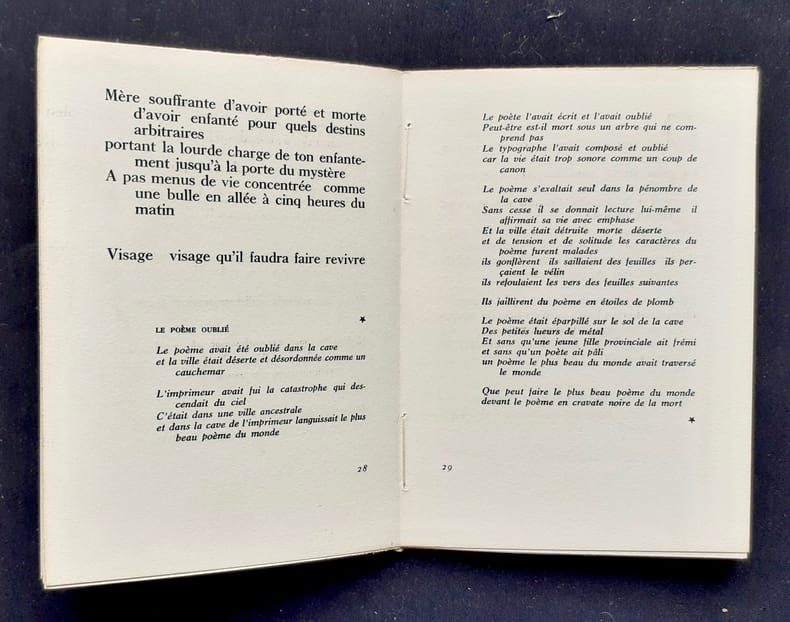 Mère souffrante d'avoir porté et morte
d'avoir enfanté pour quels destins
arbitraires
portant la lourde charge de ton enfante-
ment jusqu'à la porte du mystère
A pas menus de vie concentrée comme
une bulle en allée à cinq heures du
matin
Visage visage qu'il faudra faire revivre
★
LE POÈME OUBLIÉ
Le poème avait été oublié dans la cave
et la ville était déserte et désordonnée comme un
cauchemar
L'imprimeur avait fui la catastrophe qui des-
cendait du ciel
C'était dans une ville ancestrale
et dans la cave de l'imprimeur languissait le plus
beau poème du monde
28
Le poète l'avait écrit et l'avait oublié
Peut-être est-il mort sous un arbre qui ne com-
prend pas
Le typographe l'avait composé et oublié
car la vie était trop sonore comme un coup de
canon
Le poème s'exaltait seul dans la pénombre de
la cave
Sans cesse il se donnait lecture lui-même il
affirmait sa vie avec emphase
Et la ville était détruite morte déserte
et de tension et de solitude les caractères du
poème furent malades
ils gonflèrent ils saillaient des feuilles ils per-
çaient le vélin
ils refoulaient les vers des feuilles suivantes
Ils jaillirent du poème en étoiles de plomb
Le poème était éparpillé sur le sol de la cave
Des petites lueurs de métal
Et sans qu'une jeune fille provinciale ait frémi
et sans qu'un poète ait pâli
un poème le plus beau du monde avait traversé
le monde
Que peut faire le plus beau poème du monde
devant le poème en cravate noire de la mort
★
29